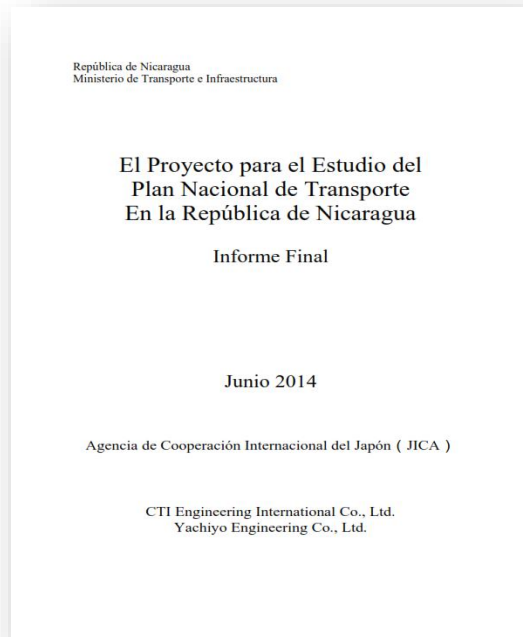 República de Nicaragua
Ministerio de Transporte e Infraestructura
El Proyecto para el Estudio del
Plan Nacional de Transporte
En la República de Nicaragua
Informe Final
Junio 2014
Agencia de Cooperación Internacional del Japón ( JICA )
CTI Engineering International Co., Ltd.
Yachiyo Engineering Co., Ltd.